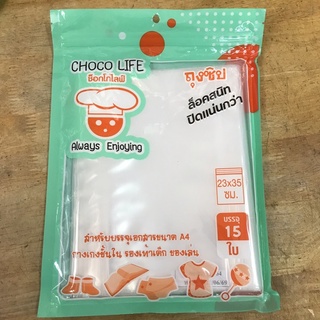 CHOCO LIFE
ช็อกโกไลฟ์
Always Enjoying
ถุงซิป
ล็อคสนิท
ปิดแน่นกว่า
23x35
ซม.
บรรจุ
15
ใบ
สำหรับบรรจุเอกสารขนาด A4
กางเกงชั้นใน รองเท้าเด็ก ของเล่น